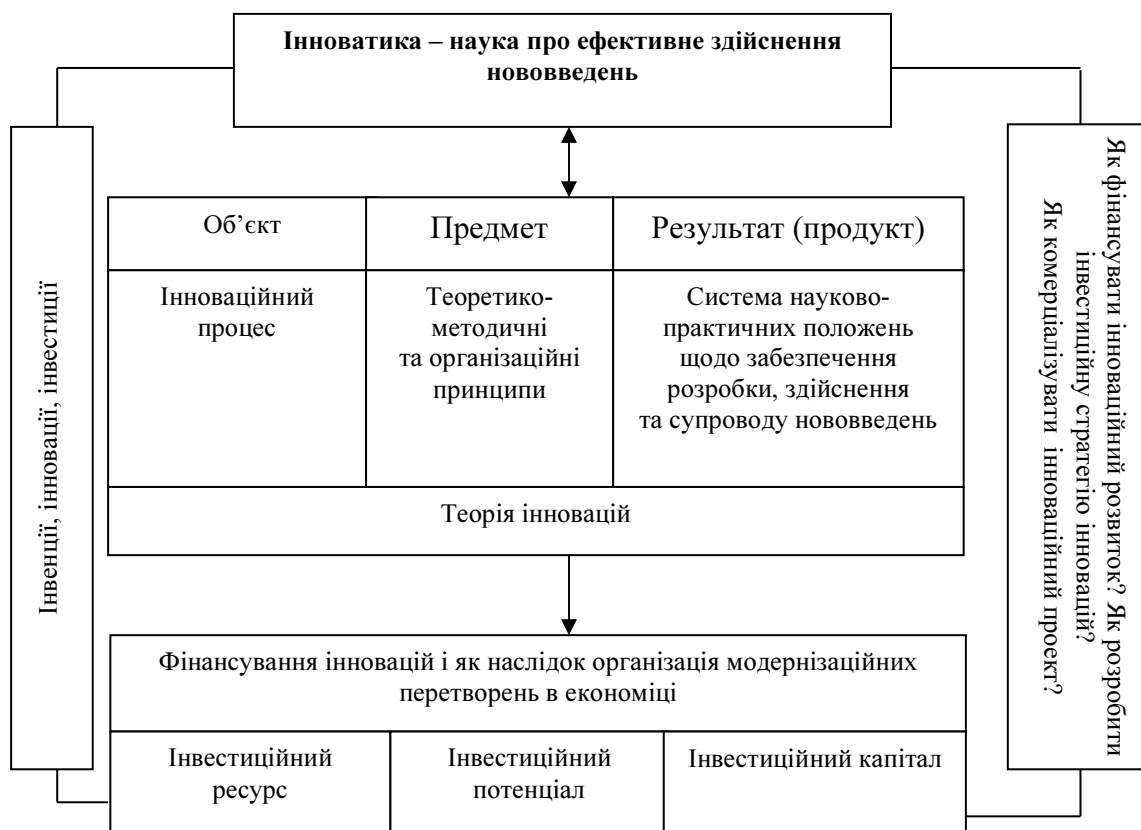 Інноватика – наука про ефективне здійснення
нововведень
Об’єкт
Предмет
Результат (продукт)
Інноваційний
процес
Теоретико-
методичні
та організаційні
принципи
Система науково-
практичних положень
щодо забезпечення
розробки, здійснення
та супроводу нововведень
Теорія інновацій
Інвенції, інновації, інвестиції
Як фінансувати інноваційний розвиток? Як розробити
інвестиційну стратегію інновацій?
Як комерціалізувати інноваційний проект?
Фінансування інновацій і як наслідок організація модернізаційних
перетворень в економіці
Інвестиційний
ресурс
Інвестиційний
потенціал
Інвестиційний капітал